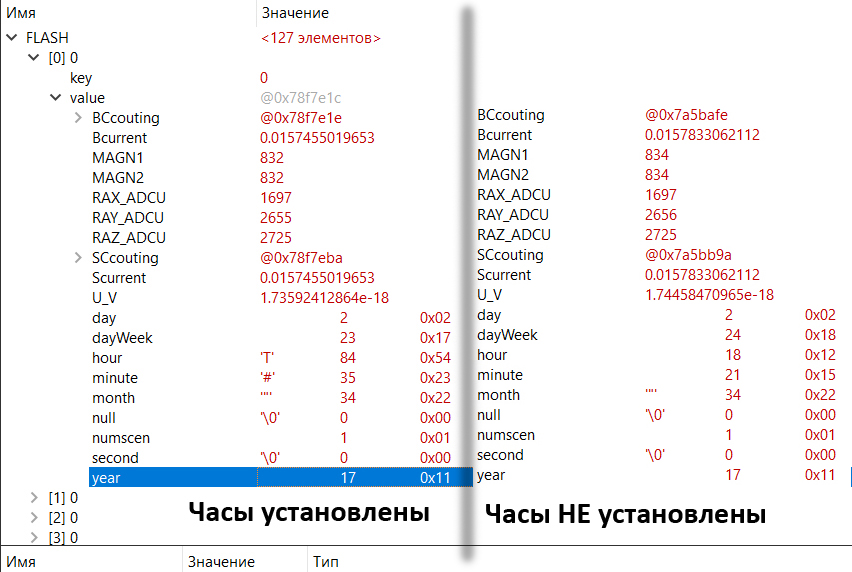 Имя Значение
FLASH <127 элементов>
[0] 0
key 0
value @0x78f7e1c
BCcouting @0x78f7e1e BCcouting @0x7a5bafe
Bcurrent 0.0157455019653 Bcurrent 0.0157833062112
MAGN1 832 MAGN1 834
MAGN2 832 MAGN2 834
RAX_ADCU 1697 RAX_ADCU 1697
RAY_ADCU 2655 RAY_ADCU 2656
RAZ_ADCU 2725 RAZ_ADCU 2725
SCcouting @0x78f7eba SCcouting @0x7a5bb9a
Scurrent 0.0157455019653 Scurrent 0.0157833062112
U_V 1.73592412864e-18 U_V 1.74458470965e-18
day 2 0x02 day 2 0x02
dayWeek 23 0x17 dayWeek 24 0x18
hour 'T' 84 0x54 hour 18 0x12
minute '#' 35 0x23 minute 21 0x15
month '"' 34 0x22 month '"' 34 0x22
null '\0' 0 0x00 null '\0' 0 0x00
numscen 1 0x01 numscen 1 0x01
second '\0' 0 0x00 second '\0' 0 0x00
year 17 0x11 year 17 0x11
[1] 0
Часы установлены Часы НЕ установлены
[2] 0
[3] 0
Имя Значение Тип